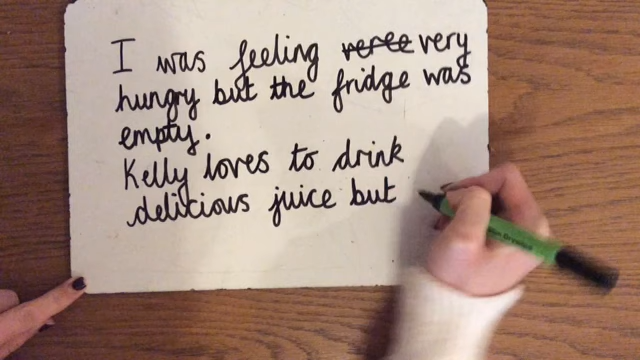 I was feeling very
hungry but the fridge was
empty.
Kelly loves to drink
delicious juice but